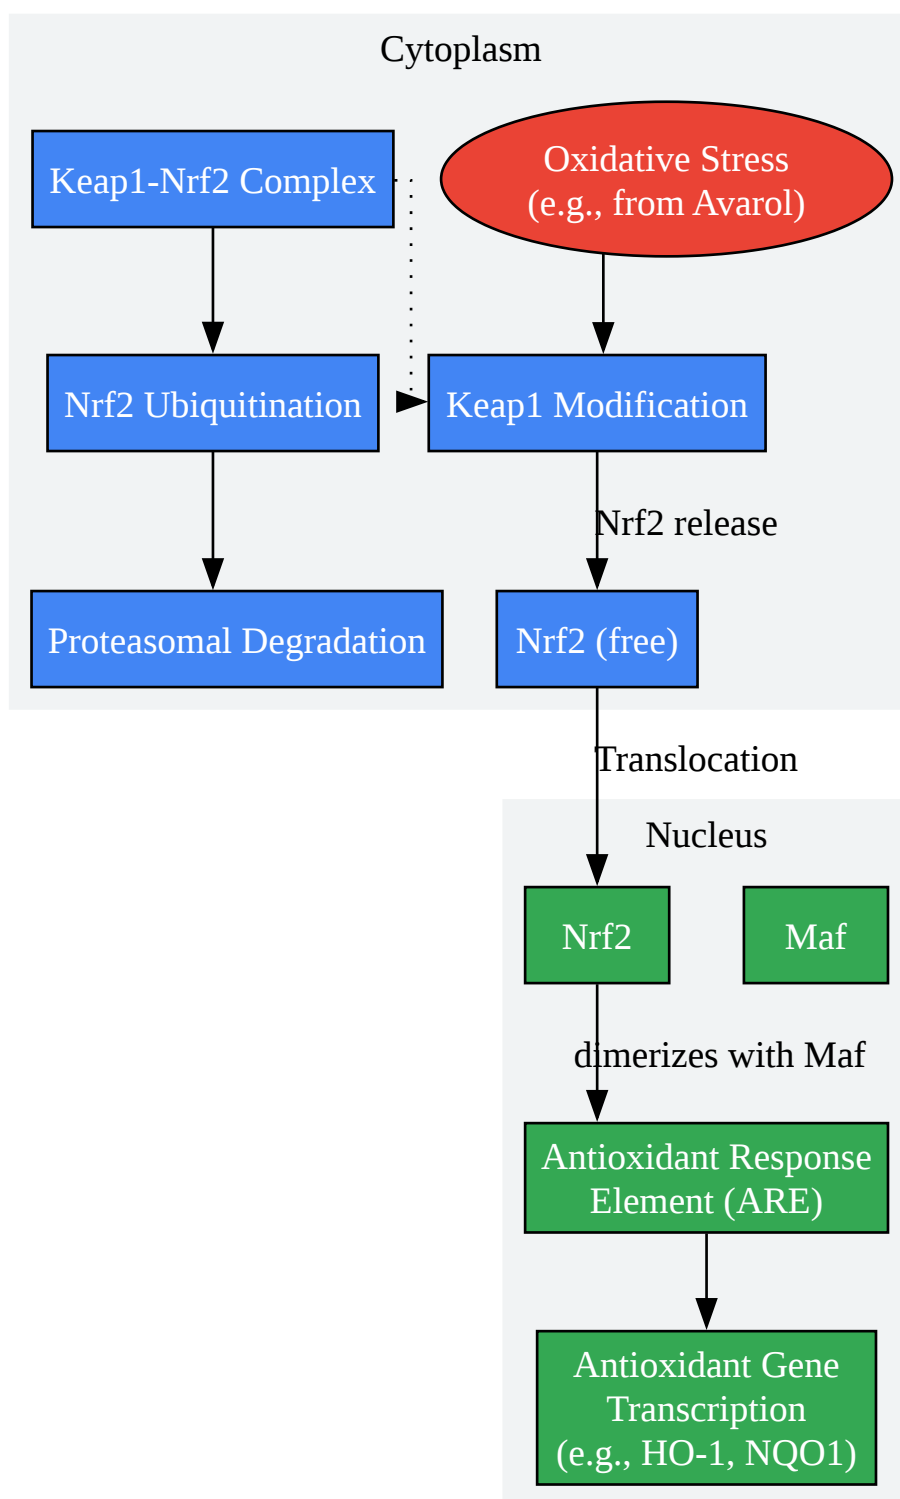 Cytoplasm
Keap1-Nrf2 Complex
Oxidative Stress
(e.g., from Avarol)
Nrf2 Ubiquitination
Keap1 Modification
Nrf2 release
Proteasomal Degradation
Nrf2 (free)
Translocation
Nucleus
Nrf2
Maf
dimerizes with Maf
Antioxidant Response
Element (ARE)
Antioxidant Gene
Transcription
(e.g., HO-1, NQO1)